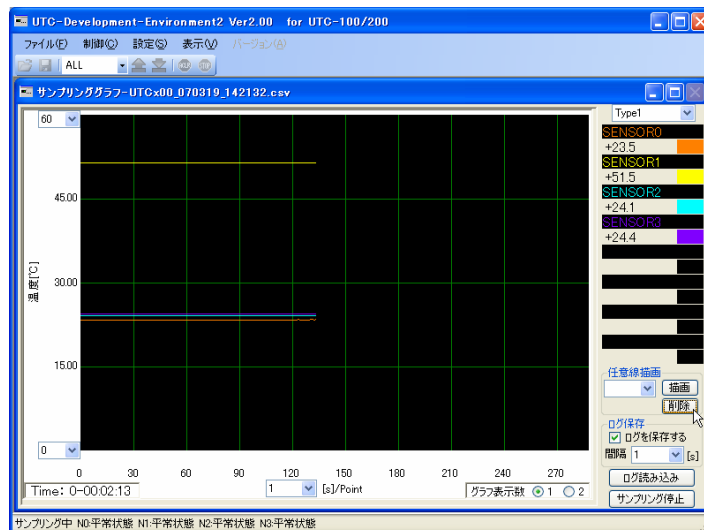 UTC-Development-Environment2 Ver2.00 for UTC-100/200
ファイル(F) 制御(C) 設定(S) 表示(V) バージョン(A)
ALL
サンプリンググラフ-UTCx00_070319_142132.csv
Type1
60
SENSOR0
+23.5
SENSOR1
+51.5
SENSOR2
+24.1
SENSOR3
+24.4
45.00
温度[℃]
30.00
15.00
0
任意線描画
描画
削除
ログ保存
ログを保存する
間隔 1 [s]
0 30 60 90 120 150 180 210 240 270
Time: 0-00:02:13
1 [s]/Point
グラフ表示数 1 2
ログ読み込み
サンプリング停止
サンプリング中 N0:平常状態 N1:平常状態 N2:平常状態 N3:平常状態